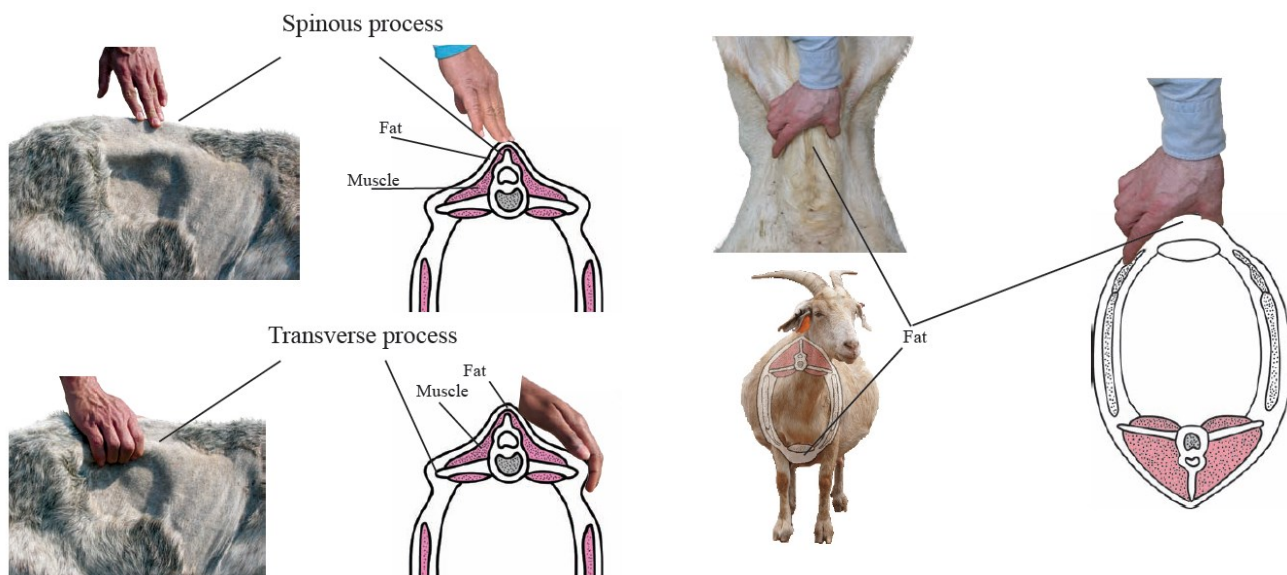 Spinous process
Fat
Muscle
Transverse process
Fat
Muscle
Fat